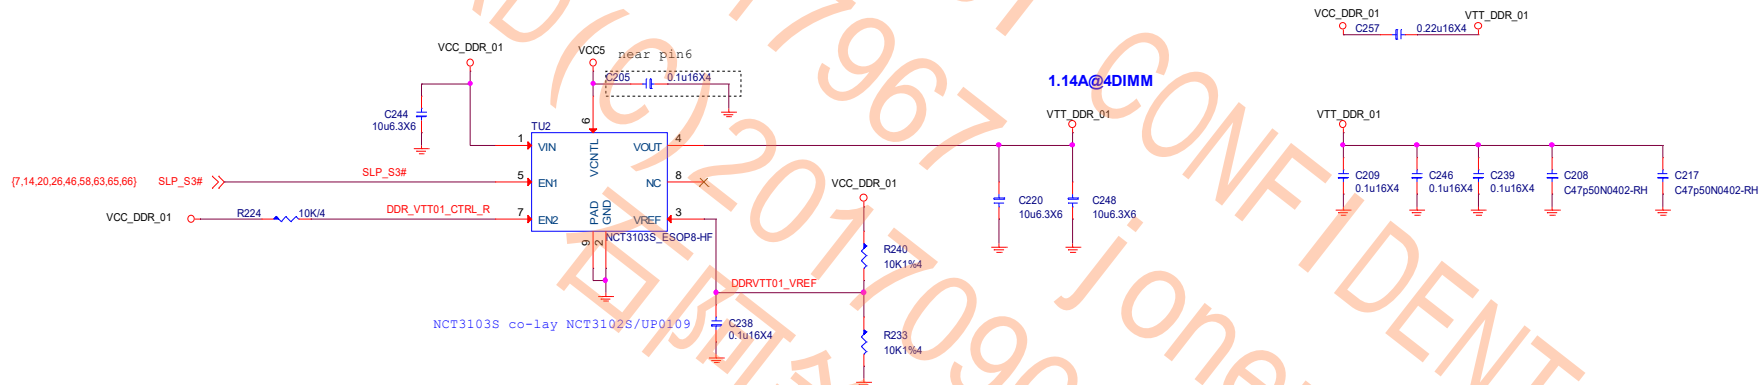 VCC_DDR_01
VTT_DDR_01
C257
0.22u16X4
VCC_DDR_01
VCC5
near pin6
C205
0.1u16X4
1.14A@4DIMM
C244
10u6.3X6
TU2
6
VTT_DDR_01
VTT_DDR_01
1
VIN
VCNTL
VOUT
4
{7,14,20,26,46,58,63,65,66}
SLP_S3#
SLP_S3#
5
EN1
NC
8
VCC_DDR_01
C209
0.1u16X4
C246
0.1u16X4
C239
0.1u16X4
C208
C47p50N0402-RH
C217
C47p50N0402-RH
VCC_DDR_01
R224
10K/4
DDR_VTT01_CTRL_R
7
EN2
PAD
GND
VREF
3
C220
10u6.3X6
C248
10u6.3X6
9
2
NCT3103S_ESOP8-HF
R240
10K1%4
DDRVTT01_VREF
NCT3103S co-lay NCT3102S/UP0109
C238
0.1u16X4
R233
10K1%4
CONFIDENT
7967
(C)2017090
jone